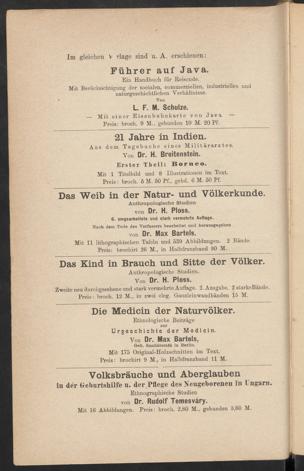 Im gleichen Verlage sind u. A. erschienen:
Führer auf Java.
Ein Handbuch für Reisende.
Mit Berücksichtigung der socialen, commerziellen, industriellen und
naturgeschichtlichen Verhältnisse.
Von
L. F. M. Schulze.
— Mit einer Eisenbahnkarte von Java —
Preis: broch. 9 M., gebunden 10 M. 20 Pf.
21 Jahre in Indien.
Aus dem Tagebuche eines Militärarztes.
Von Dr. H. Breitenstein.
Erster Theil: Borneo.
Mit 1 Titelbild und 8 Illustrationen im Text.
Preis: broch. 5 M. 50 Pf., gebd. 6 M. 50 Pf.
Das Weib in der Natur- und Völkerkunde.
Anthropologische Studien.
von Dr. H. Ploss.
6. umgearbeitete und stark vermehrte Auflage.
Nach dem Tode des Verfassers bearbeitet und herausgegeben
von Dr. Max Bartels.
Mit 11 lithographischen Tafeln und 539 Abbildungen. 2 Bände.
Preis: brochirt 26 M., in Halbfranzband 30 M.
Das Kind in Brauch und Sitte der Völker.
Anthropologische Studien.
Von Dr. H. Ploss.
Zweite neu durchgesehene und stark vermehrte Auflage. 2. Ausgabe. 2 starke Bände.
Preis: broch. 12 M., in zwei eleg. Ganzleinwandbänden 15 M.
Die Medicin der Naturvölker.
Ethnologische Beiträge
zur
Urgeschichte der Medicin.
Von Dr. Max Bartels,
Geh. Sanitätsrath in Berlin.
Mit 175 Original-Holzschnitten im Text.
Preis: brochirt 9 M., in Halbfranzband 11 M.
Volksbräuche und Aberglauben
in der Geburtshilfe u. der Pflege des Neugeborenen in Ungarn.
Ethnographische Studien
von Dr. Rudolf Temesváry.
Mit 16 Abbildungen. Preis: broch. 2,80 M., gebunden 3,60 M.